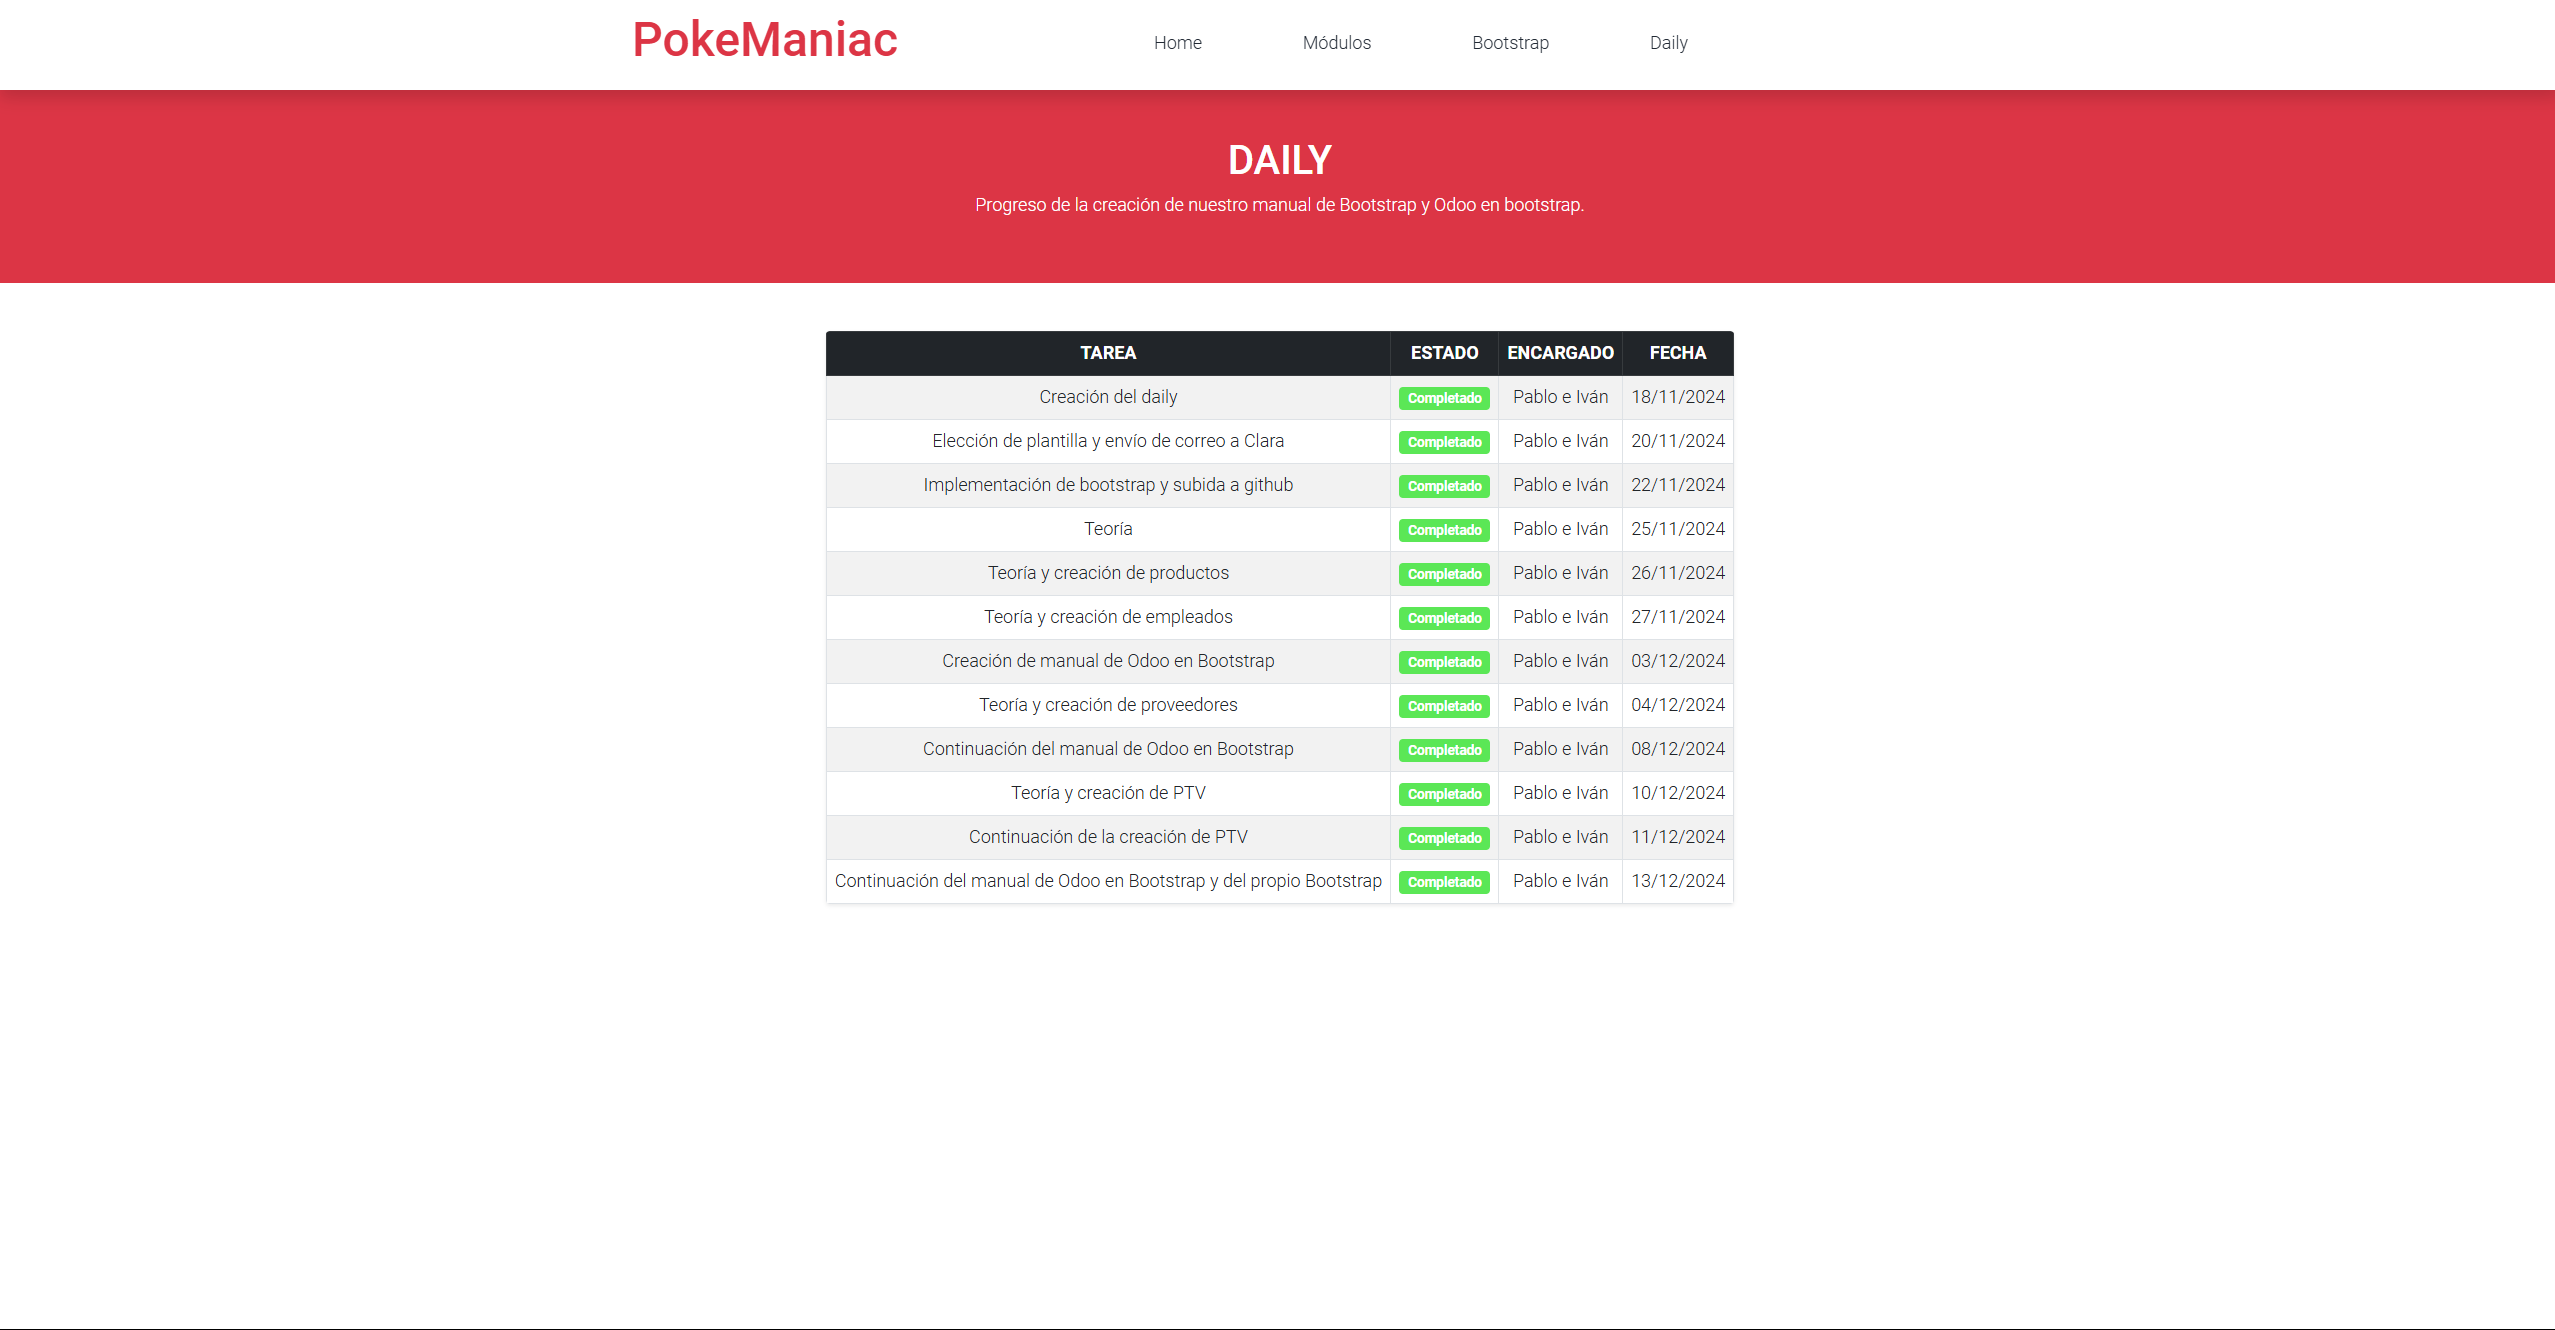 PokeManiac
Home Módulos Bootstrap Daily
DAILY
Progreso de la creación de nuestro manual de Bootstrap y Odoo en bootstrap.
TAREA ESTADO ENCARGADO FECHA
Creación del daily Completado Pablo e Iván 18/11/2024
Elección de plantilla y envío de correo a Clara Completado Pablo e Iván 20/11/2024
Implementación de bootstrap y subida a github Completado Pablo e Iván 22/11/2024
Teoría Completado Pablo e Iván 25/11/2024
Teoría y creación de productos Completado Pablo e Iván 26/11/2024
Teoría y creación de empleados Completado Pablo e Iván 27/11/2024
Creación de manual de Odoo en Bootstrap Completado Pablo e Iván 03/12/2024
Teoría y creación de proveedores Completado Pablo e Iván 04/12/2024
Continuación del manual de Odoo en Bootstrap Completado Pablo e Iván 08/12/2024
Teoría y creación de PTV Completado Pablo e Iván 10/12/2024
Continuación de la creación de PTV Completado Pablo e Iván 11/12/2024
Continuación del manual de Odoo en Bootstrap y del propio Bootstrap Completado Pablo e Iván 13/12/2024